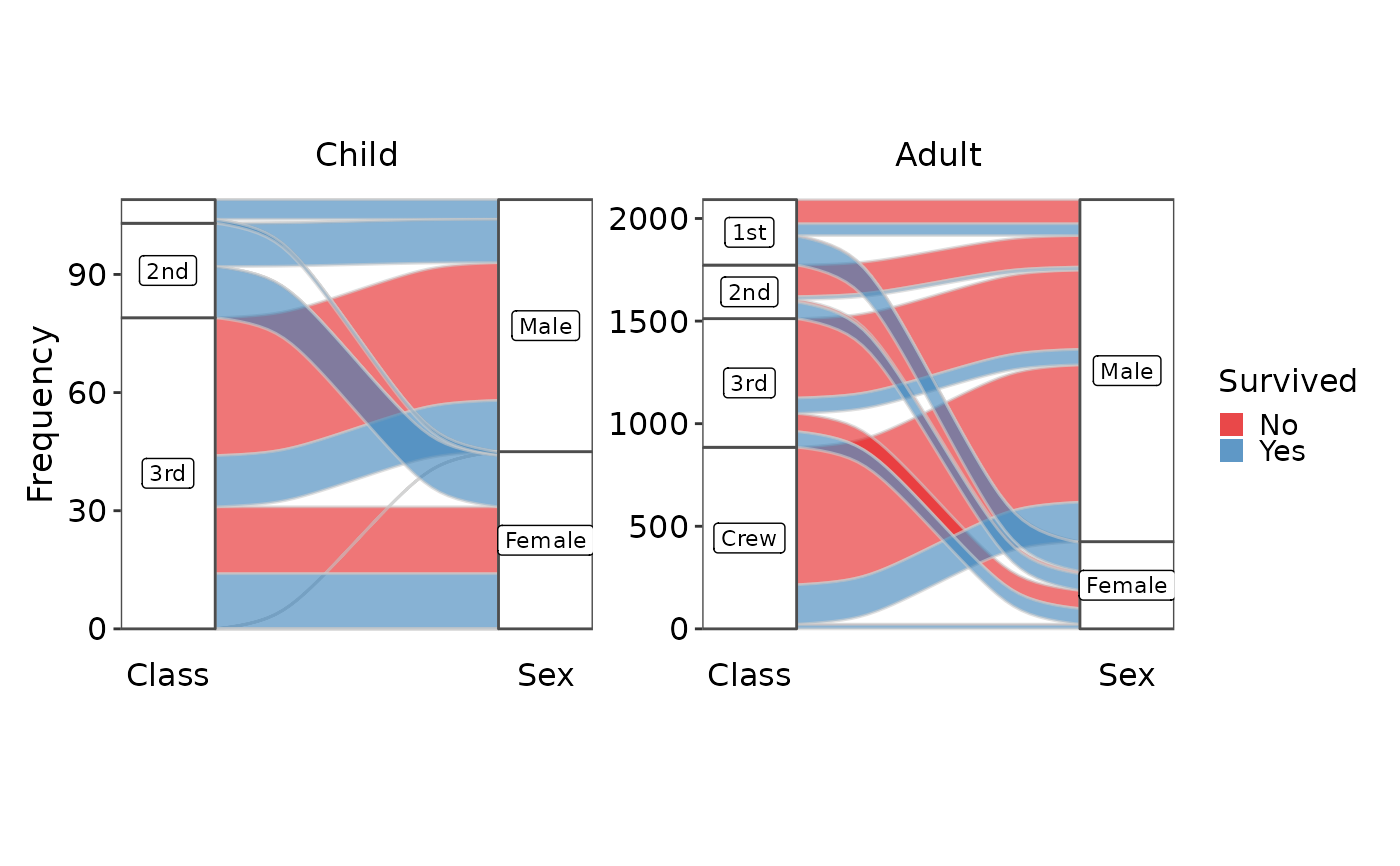 Child
Adult
Frequency
90
60
30
0
2nd
3rd
Male
Female
Class
Sex
2000
1500
1000
500
0
1st
2nd
3rd
Crew
Male
Female
Class
Sex
Survived
No
Yes